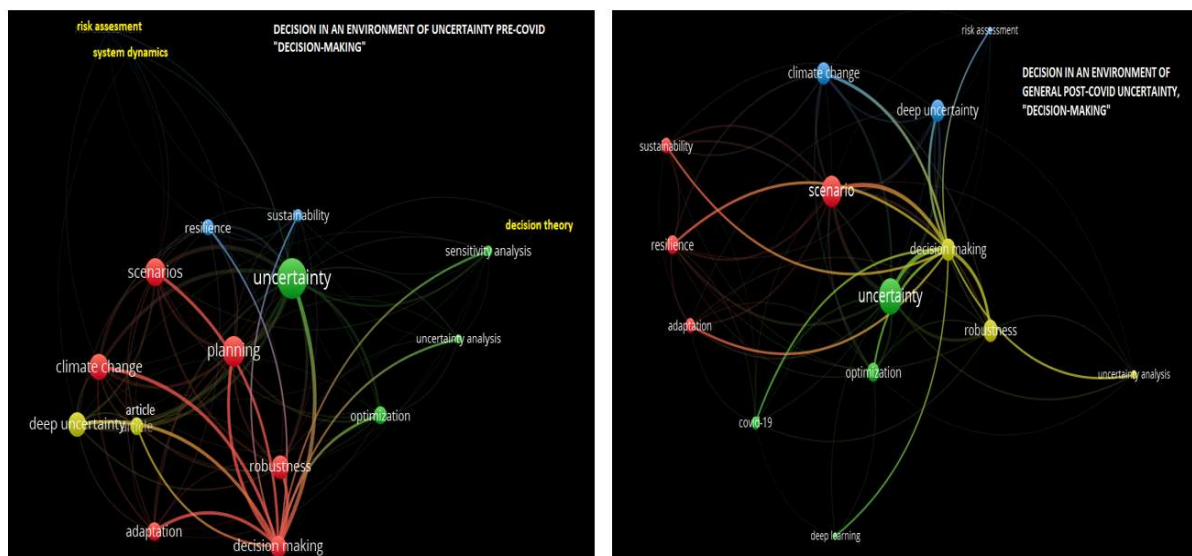 risk assesment
system dynamics
DECISION IN AN ENVIRONMENT OF UNCERTAINTY PRE-COVID
"DECISION-MAKING"
sustainability
resilience
decision theory
sensitivity analysis
uncertainty
scenarios
uncertainty analysis
planning
climate change
article
optimization
deep uncertainty
article
robustness
adaptation
decision making
risk assessment
climate change
DECISION IN AN ENVIRONMENT OF
GENERAL POST-COVID UNCERTAINTY,
"DECISION-MAKING"
deep uncertainty
sustainability
scenario
resilience
decision making
uncertainty
adaptation
robustness
optimization
uncertainty analysis
covid-19
deep learning